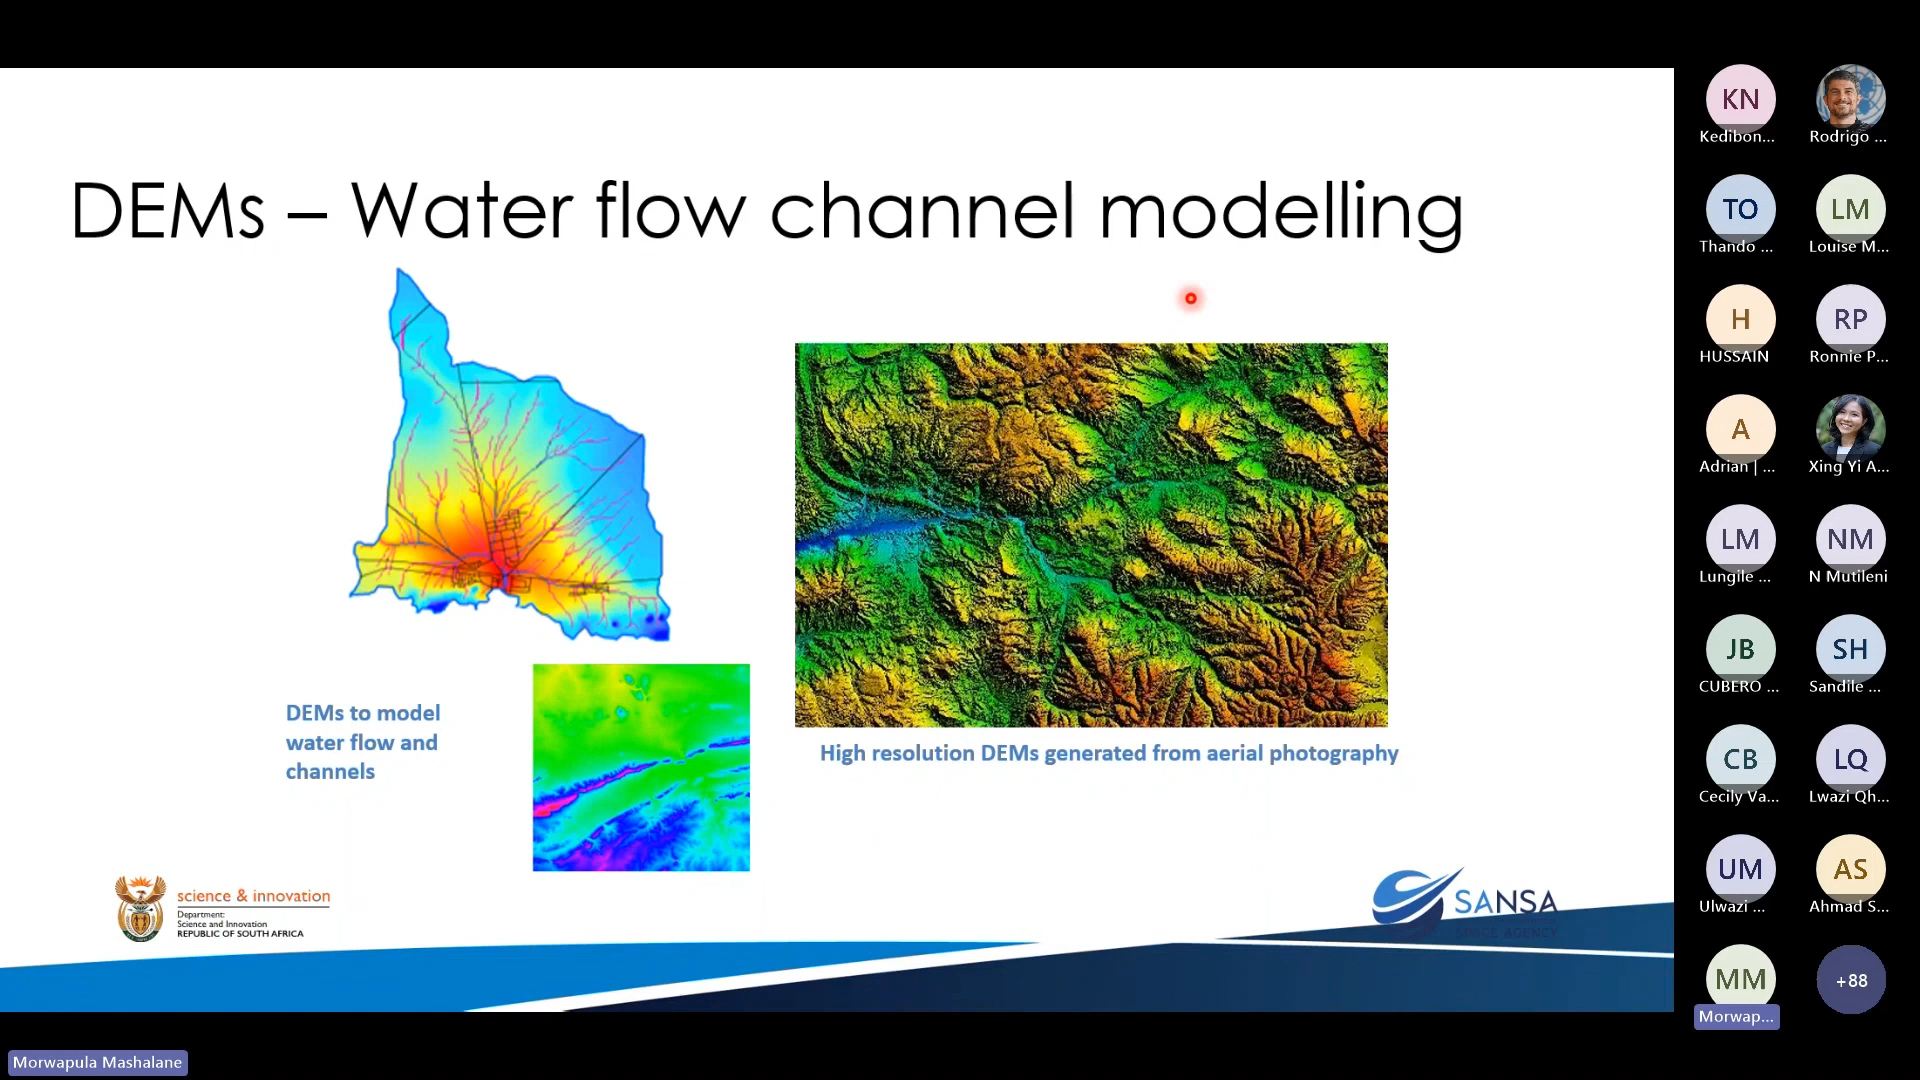 DEMs – Water flow channel modelling
DEMs to model
water flow and
channels
High resolution DEMs generated from aerial photography
science & innovation
Department:
Science and Innovation
REPUBLIC OF SOUTH AFRICA
SANSA
SPACE AGENCY
KN
Kedibon...
Rodrigo ...
TO
Thando ...
LM
Louise M...
H
HUSSAIN
RP
Ronnie P...
A
Adrian | ...
Xing Yi A...
LM
Lungile ...
NM
N Mutileni
JB
CUBERO ...
SH
Sandile ...
CB
Cecily Va...
LQ
Lwazi Qh...
UM
Ulwazi ...
AS
Ahmad S...
MM
Morwap...
+88
Morwapula Mashalane